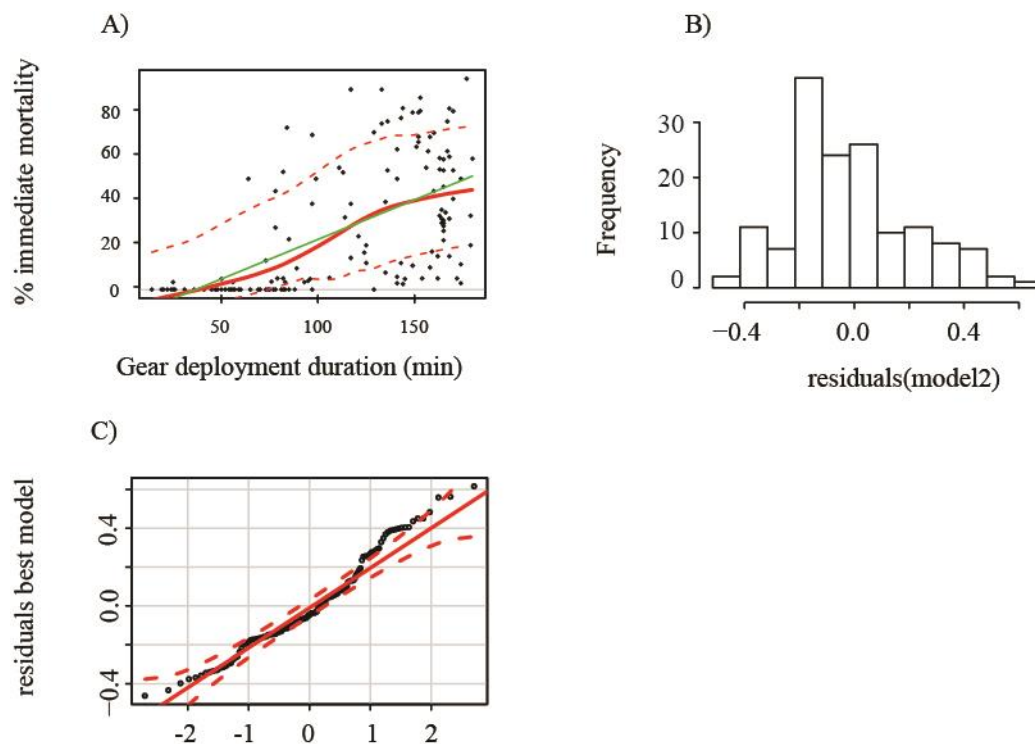 A)
% immediate mortality
80
60
40
20
0
50
100
150
Gear deployment duration (min)
B)
Frequency
30
20
10
0
−0.4
0.0
0.4
residuals(model2)
C)
residuals best model
0.4
0.0
−0.4
-2
-1
0
1
2